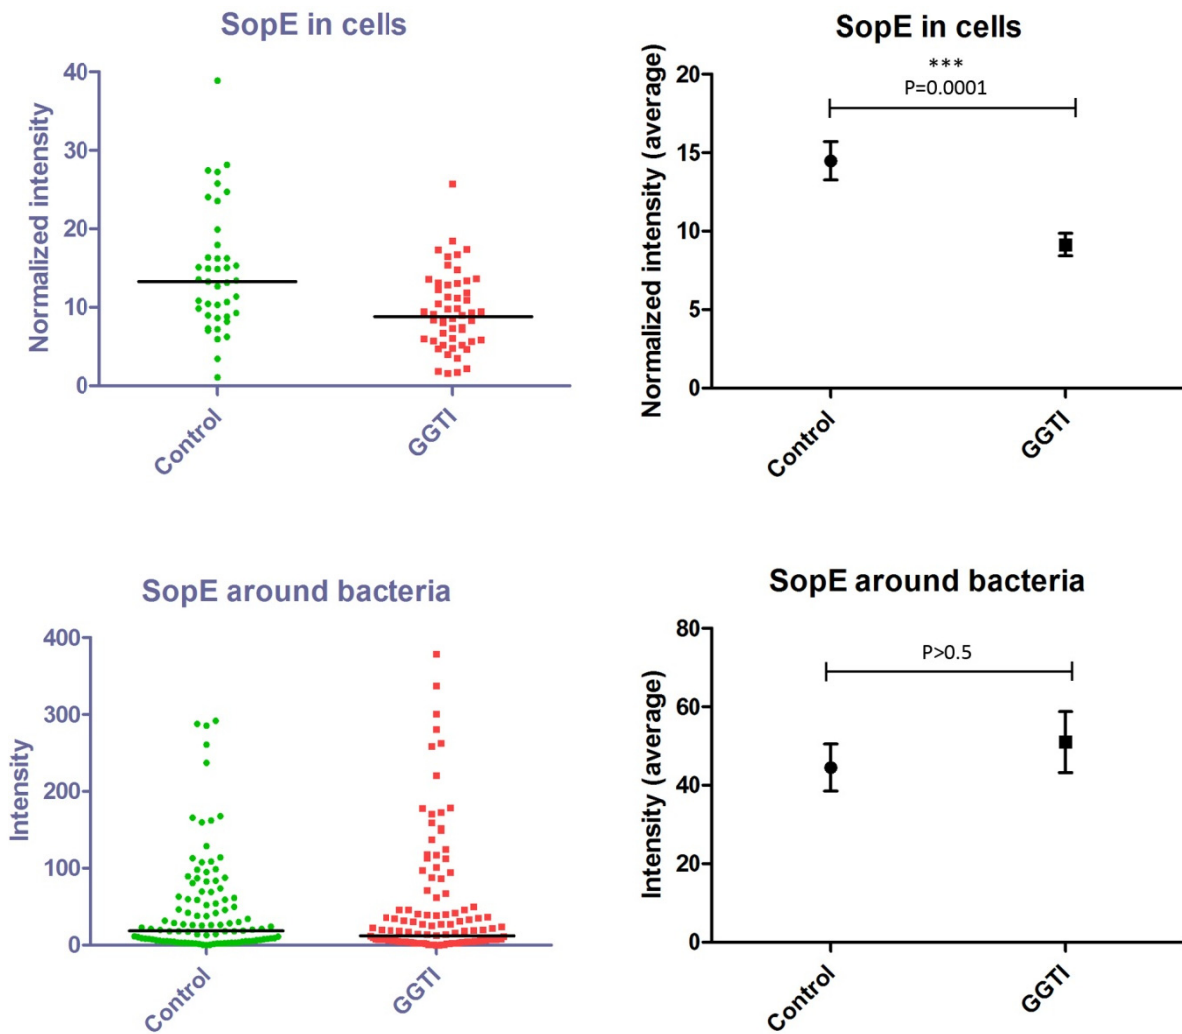 SopE in cells
Normalized intensity
40
30
20
10
0
Control
GGTI
SopE in cells
Normalized intensity (average)
20
15
10
5
0
***
P=0.0001
Control
GGTI
SopE around bacteria
Intensity
400
300
200
100
0
Control
GGTI
SopE around bacteria
Intensity (average)
80
60
40
20
0
P>0.5
Control
GGTI